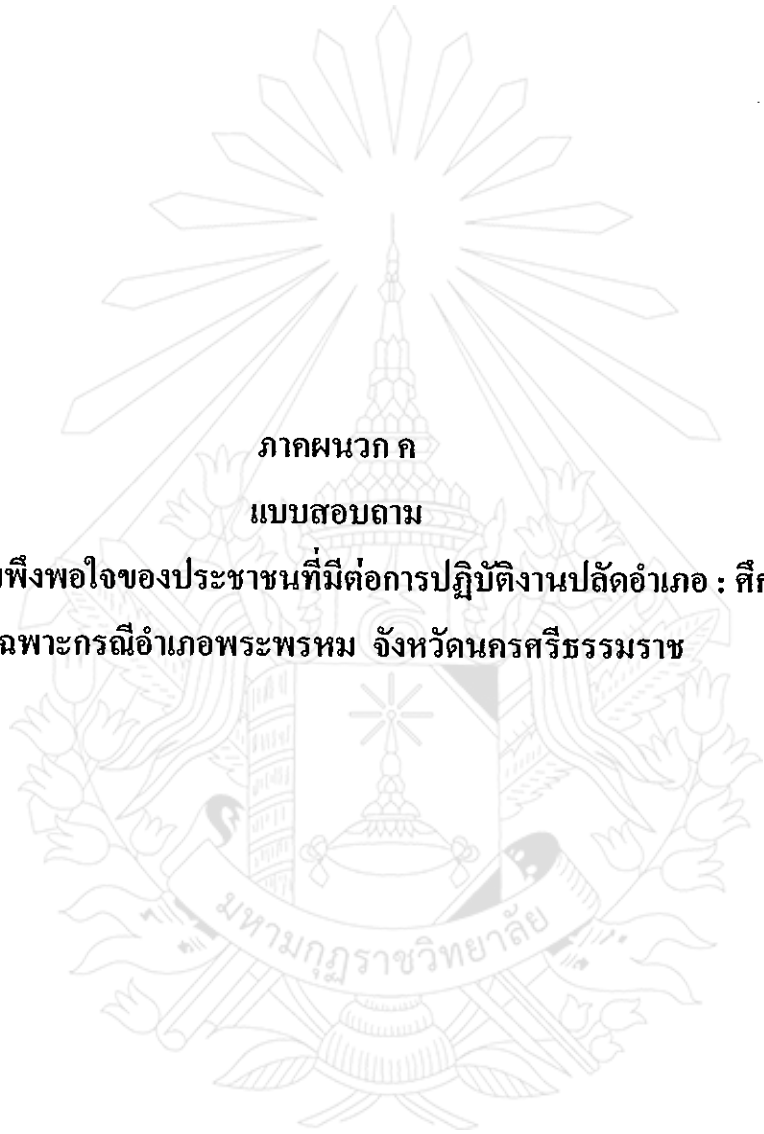 ภาคผนวก ค
แบบสอบถาม
พึงพอใจของประชาชนที่มีต่อการปฏิบัติงานปลัดอำเภอ : ศึก
ฉพาะกรณีอำเภอพระพรหม จังหวัดนครศรีธรรมราช
มหามกุฏราชวิทยาลัย